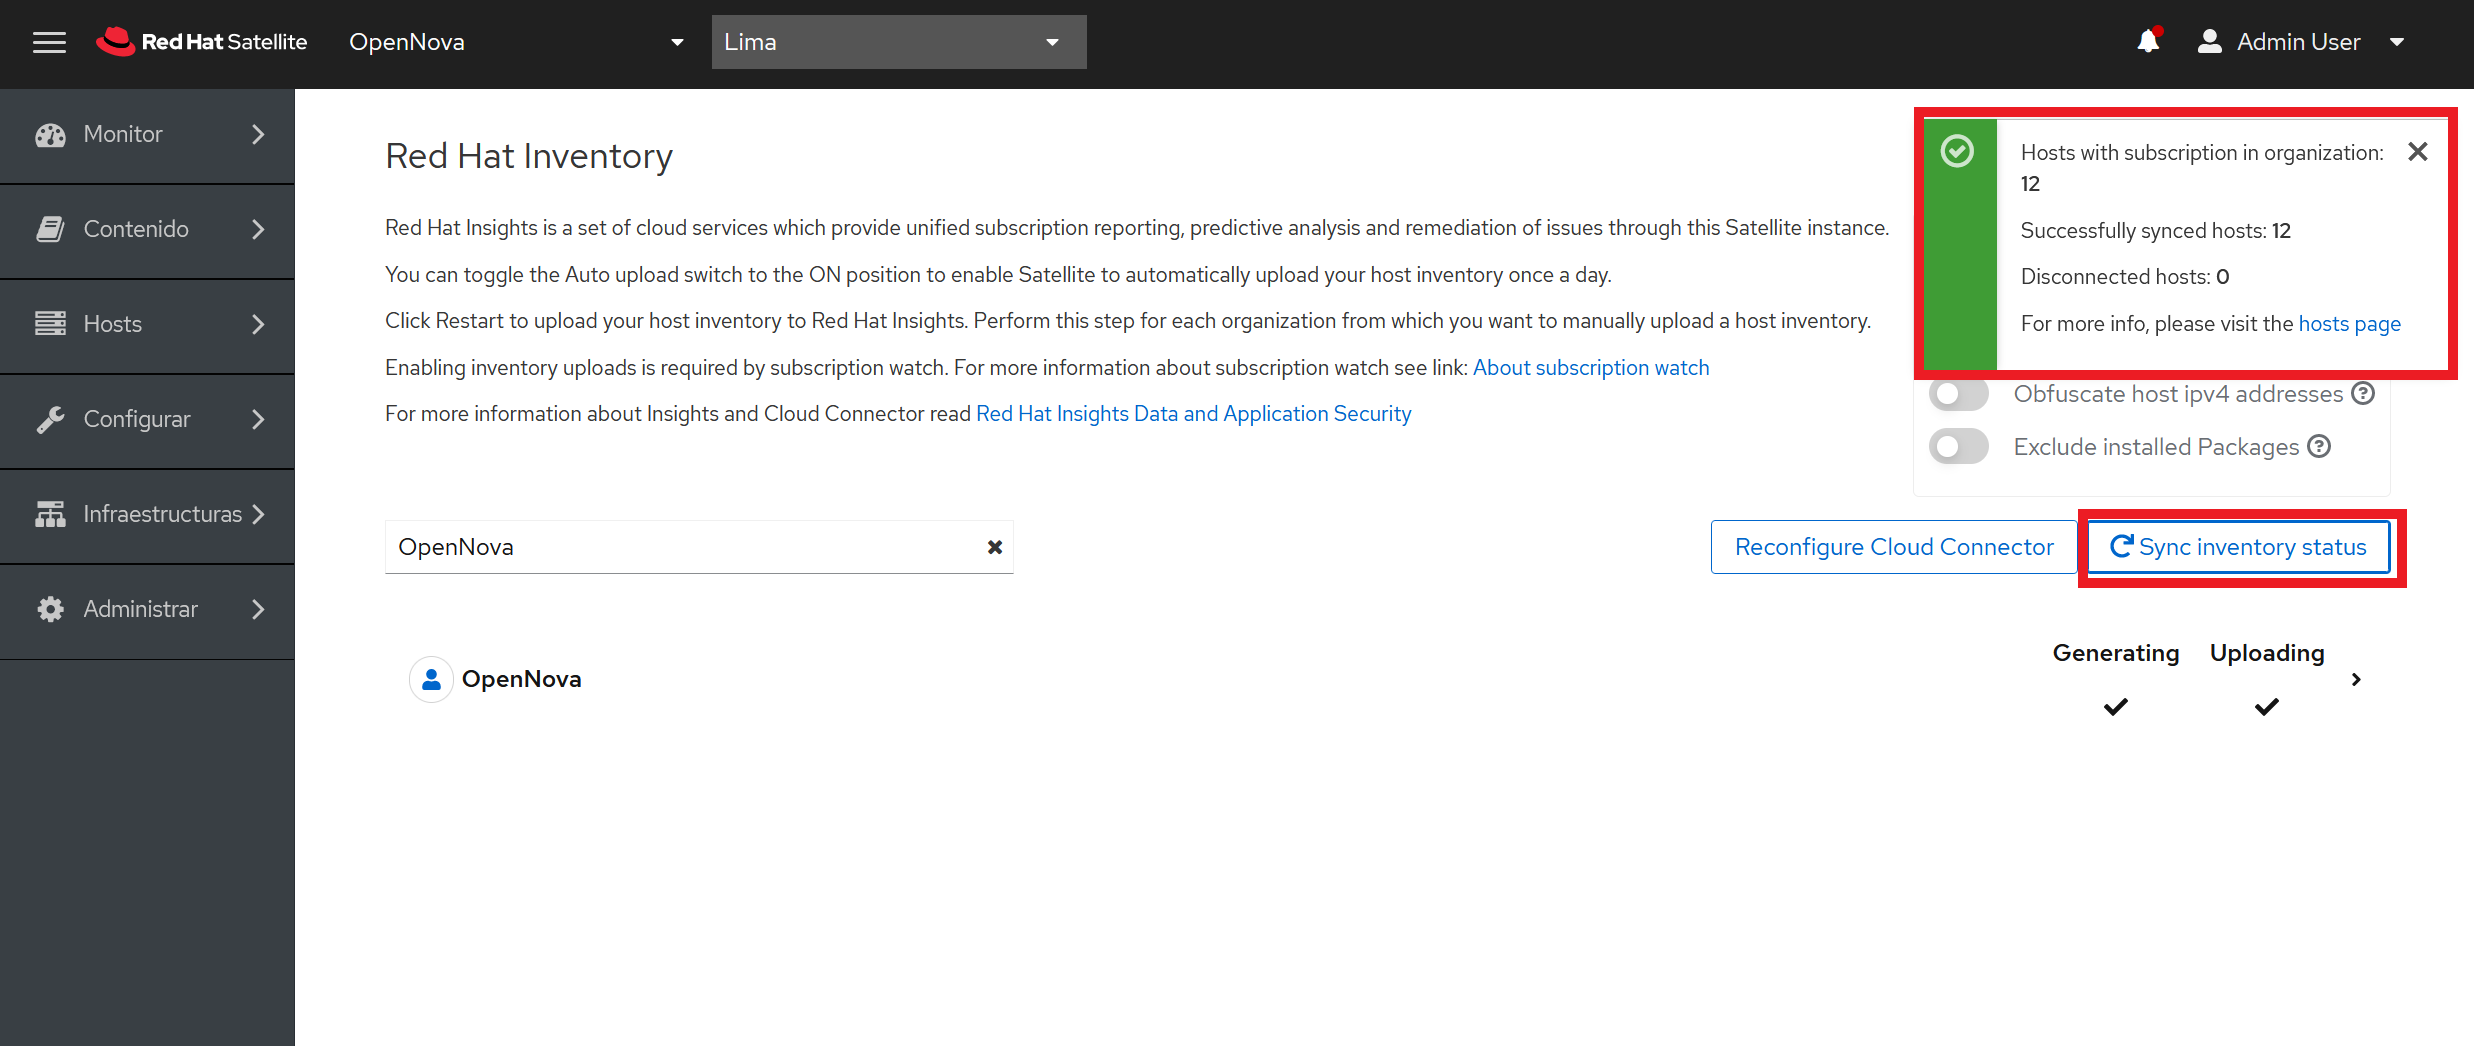 Red Hat Satellite
OpenNova
Lima
Admin User
Monitor
Contenido
Hosts
Configurar
Infraestructuras
Administrar
Red Hat Inventory
Red Hat Insights is a set of cloud services which provide unified subscription reporting, predictive analysis and remediation of issues through this Satellite instance.
You can toggle the Auto upload switch to the ON position to enable Satellite to automatically upload your host inventory once a day.
Click Restart to upload your host inventory to Red Hat Insights. Perform this step for each organization from which you want to manually upload a host inventory.
Enabling inventory uploads is required by subscription watch. For more information about subscription watch see link: About subscription watch
For more information about Insights and Cloud Connector read Red Hat Insights Data and Application Security
Hosts with subscription in organization:
12
Successfully synced hosts: 12
Disconnected hosts: 0
For more info, please visit the hosts page
Obfuscate host ipv4 addresses
Exclude installed Packages
OpenNova
Reconfigure Cloud Connector
Sync inventory status
OpenNova
Generating
Uploading